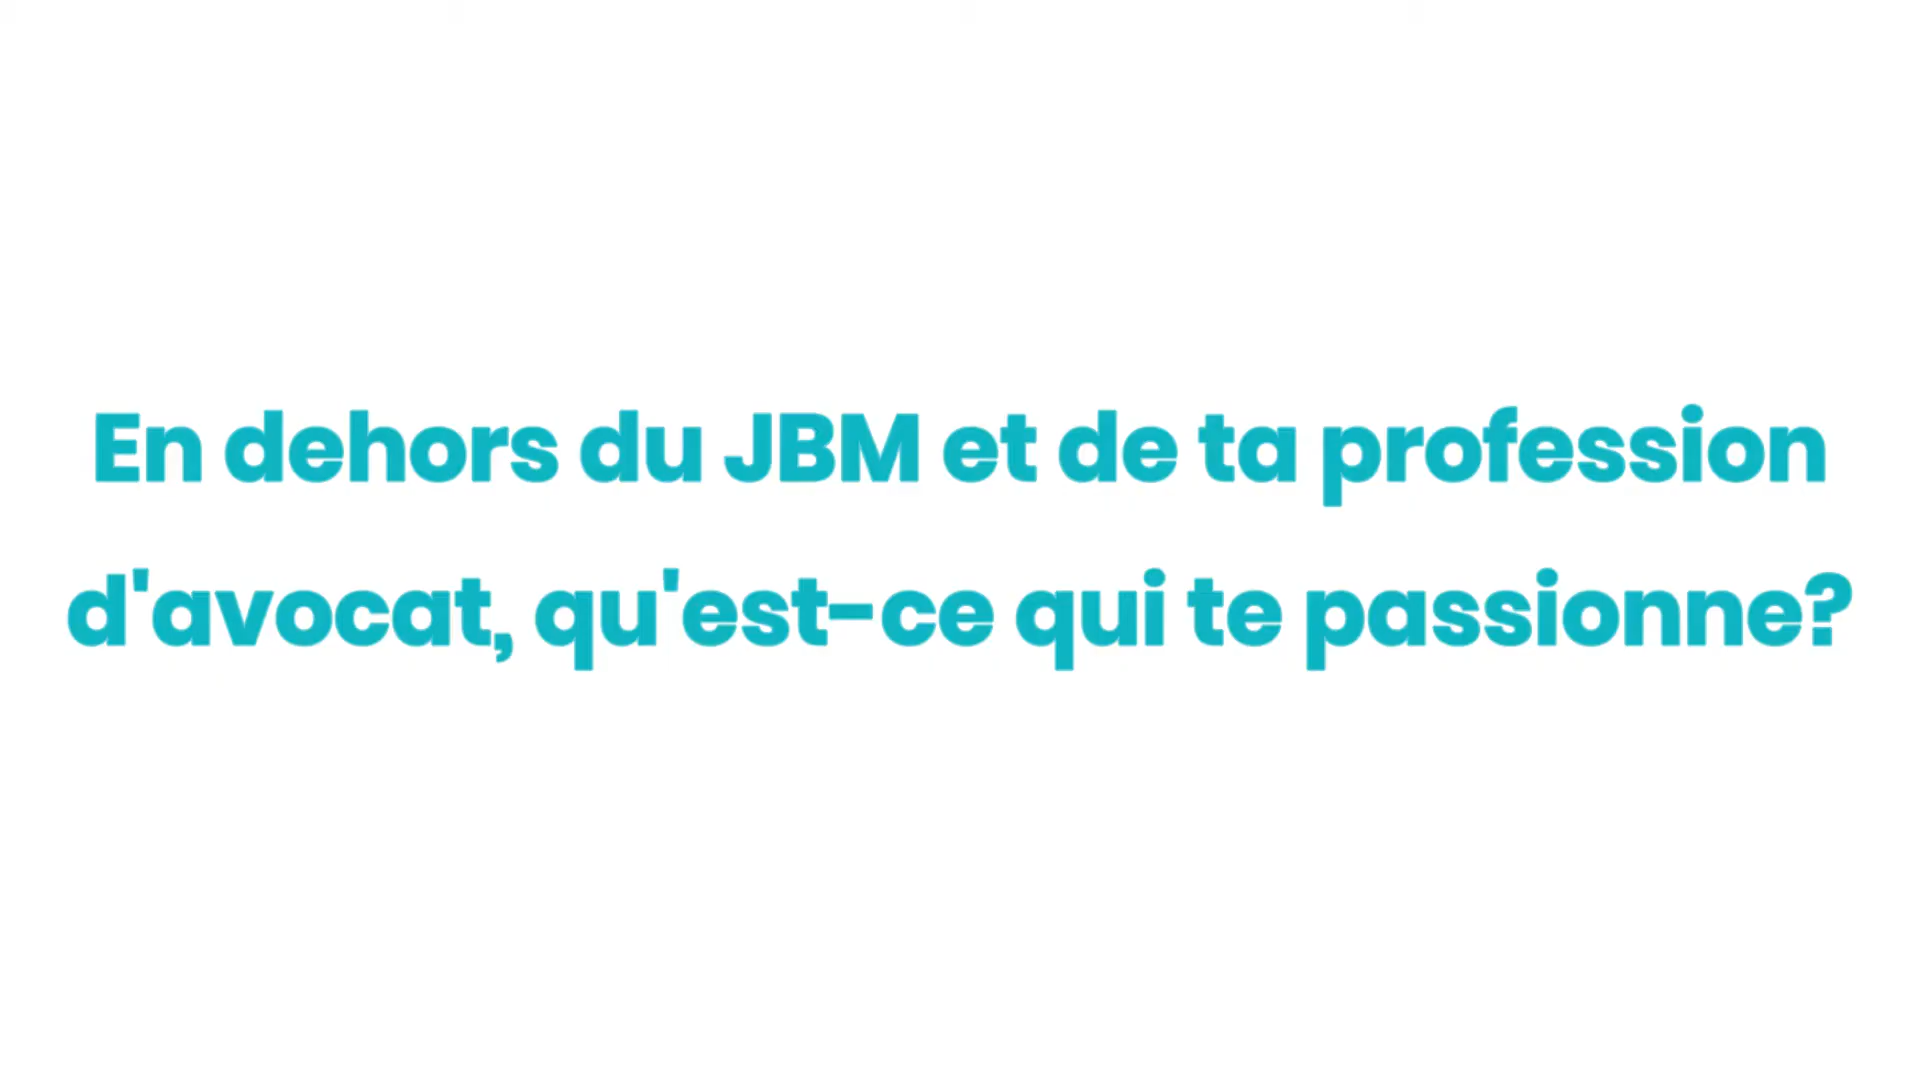 En dehors du JBM et de ta profession
d'avocat, qu'est-ce qui te passionne?